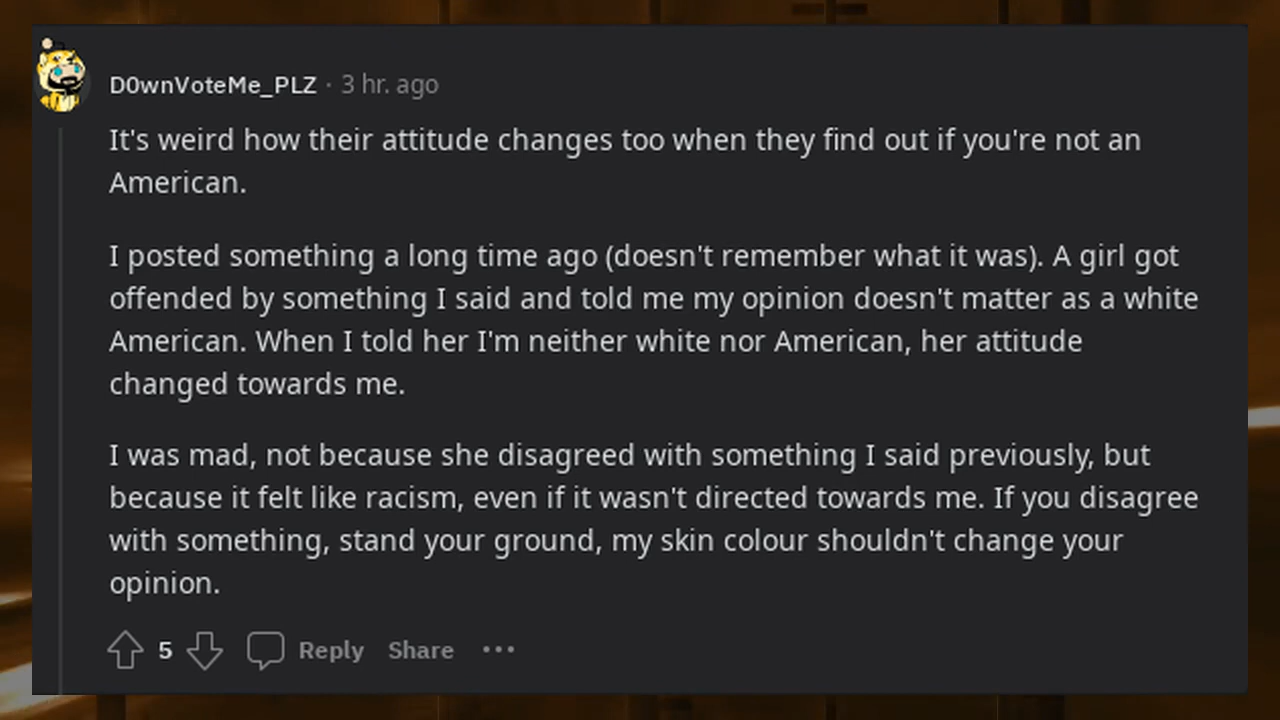 D0wnVoteMe_PLZ · 3 hr. ago
It's weird how their attitude changes too when they find out if you're not an
American.
I posted something a long time ago (doesn't remember what it was). A girl got
offended by something I said and told me my opinion doesn't matter as a white
American. When I told her I'm neither white nor American, her attitude
changed towards me.
I was mad, not because she disagreed with something I said previously, but
because it felt like racism, even if it wasn't directed towards me. If you disagree
with something, stand your ground, my skin colour shouldn't change your
opinion.
5 Reply Share ···